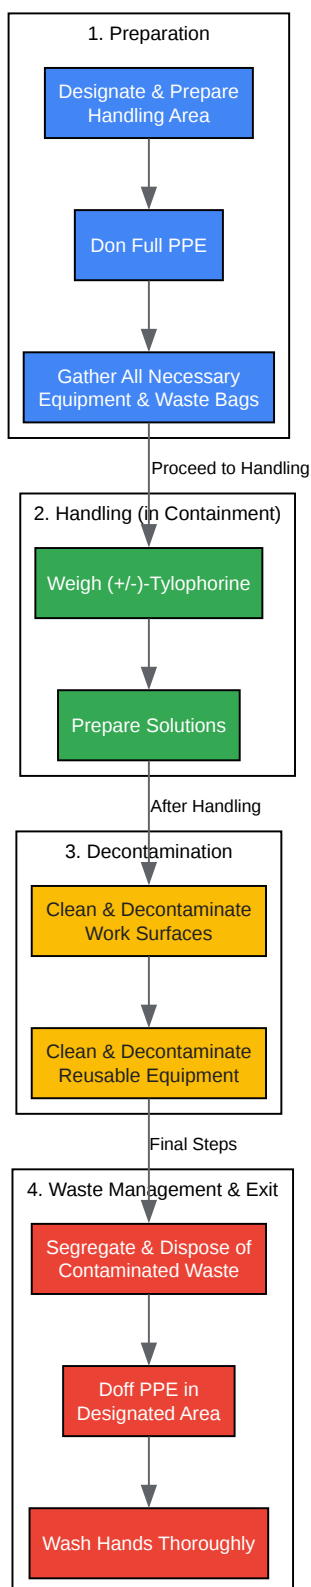 1. Preparation
Designate & Prepare
Handling Area
Don Full PPE
Gather All Necessary
Equipment & Waste Bags
Proceed to Handling
2. Handling (in Containment)
Weigh (+/-)-Tylophorine
Prepare Solutions
After Handling
3. Decontamination
Clean & Decontaminate
Work Surfaces
Clean & Decontaminate
Reusable Equipment
Final Steps
4. Waste Management & Exit
Segregate & Dispose of
Contaminated Waste
Doff PPE in
Designated Area
Wash Hands Thoroughly